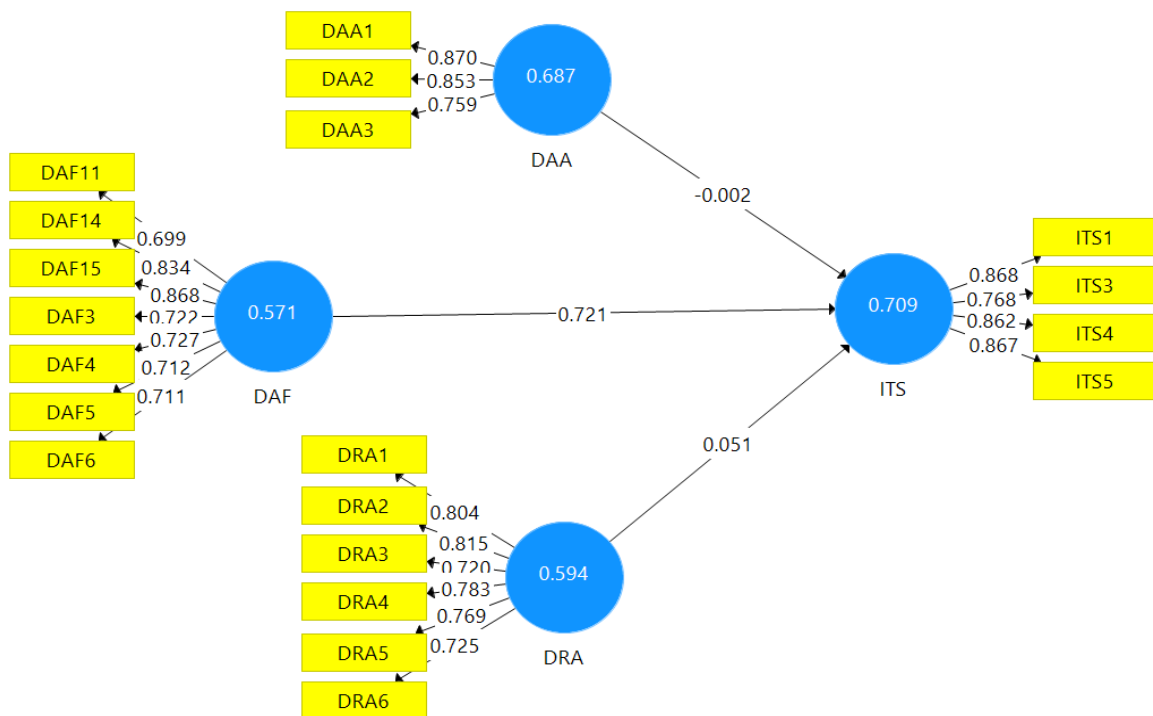 DAA1
DAA2
DAA3
0.870
0.853
0.759
0.687
DAA
-0.002
DAF11
DAF14
DAF15
DAF3
DAF4
DAF5
DAF6
0.699
0.834
0.868
0.722
0.727
0.712
0.711
0.571
DAF
0.721
0.709
ITS
0.868
0.768
0.862
0.867
ITS1
ITS3
ITS4
ITS5
0.051
DRA1
DRA2
DRA3
DRA4
DRA5
DRA6
0.804
0.815
0.720
0.783
0.769
0.725
0.594
DRA